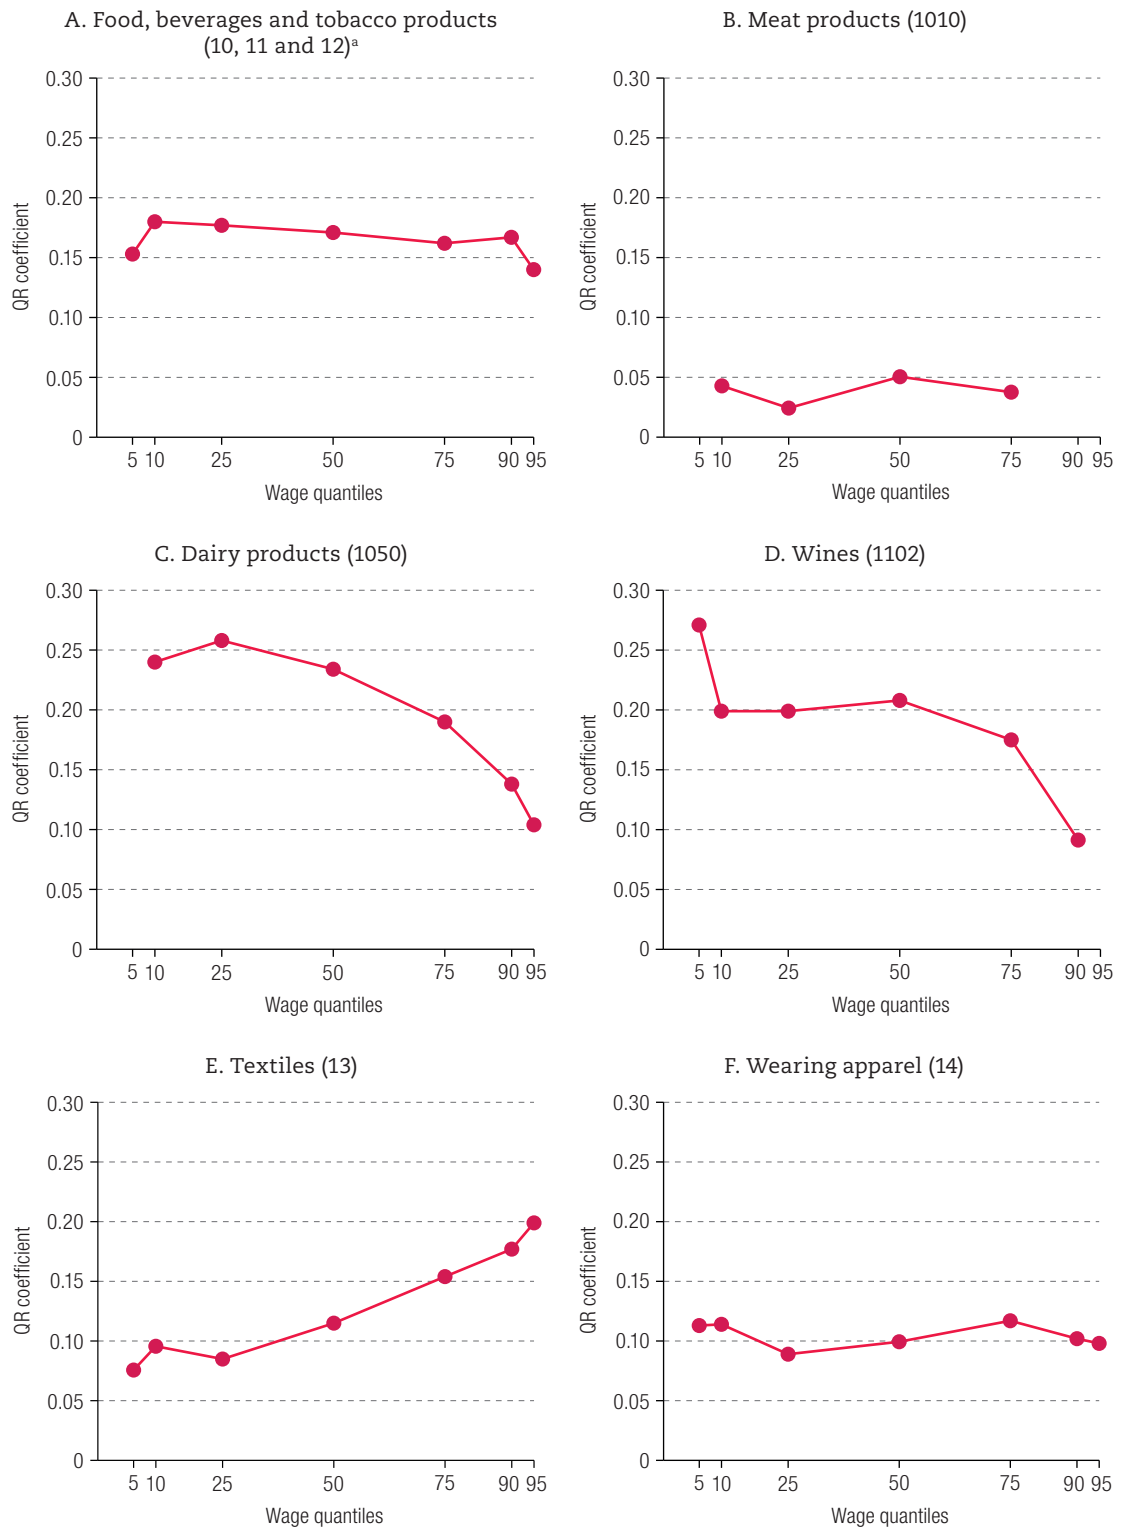 A. Food, beverages and tobacco products
(10, 11 and 12)ᵃ
QR coefficient
0.30
0.25
0.20
0.15
0.10
0.05
0
5 10 25 50 75 90 95
Wage quantiles
B. Meat products (1010)
QR coefficient
0.30
0.25
0.20
0.15
0.10
0.05
0
5 10 25 50 75 90 95
Wage quantiles
C. Dairy products (1050)
QR coefficient
0.30
0.25
0.20
0.15
0.10
0.05
0
5 10 25 50 75 90 95
Wage quantiles
D. Wines (1102)
QR coefficient
0.30
0.25
0.20
0.15
0.10
0.05
0
5 10 25 50 75 90 95
Wage quantiles
E. Textiles (13)
QR coefficient
0.30
0.25
0.20
0.15
0.10
0.05
0
5 10 25 50 75 90 95
Wage quantiles
F. Wearing apparel (14)
QR coefficient
0.30
0.25
0.20
0.15
0.10
0.05
0
5 10 25 50 75 90 95
Wage quantiles